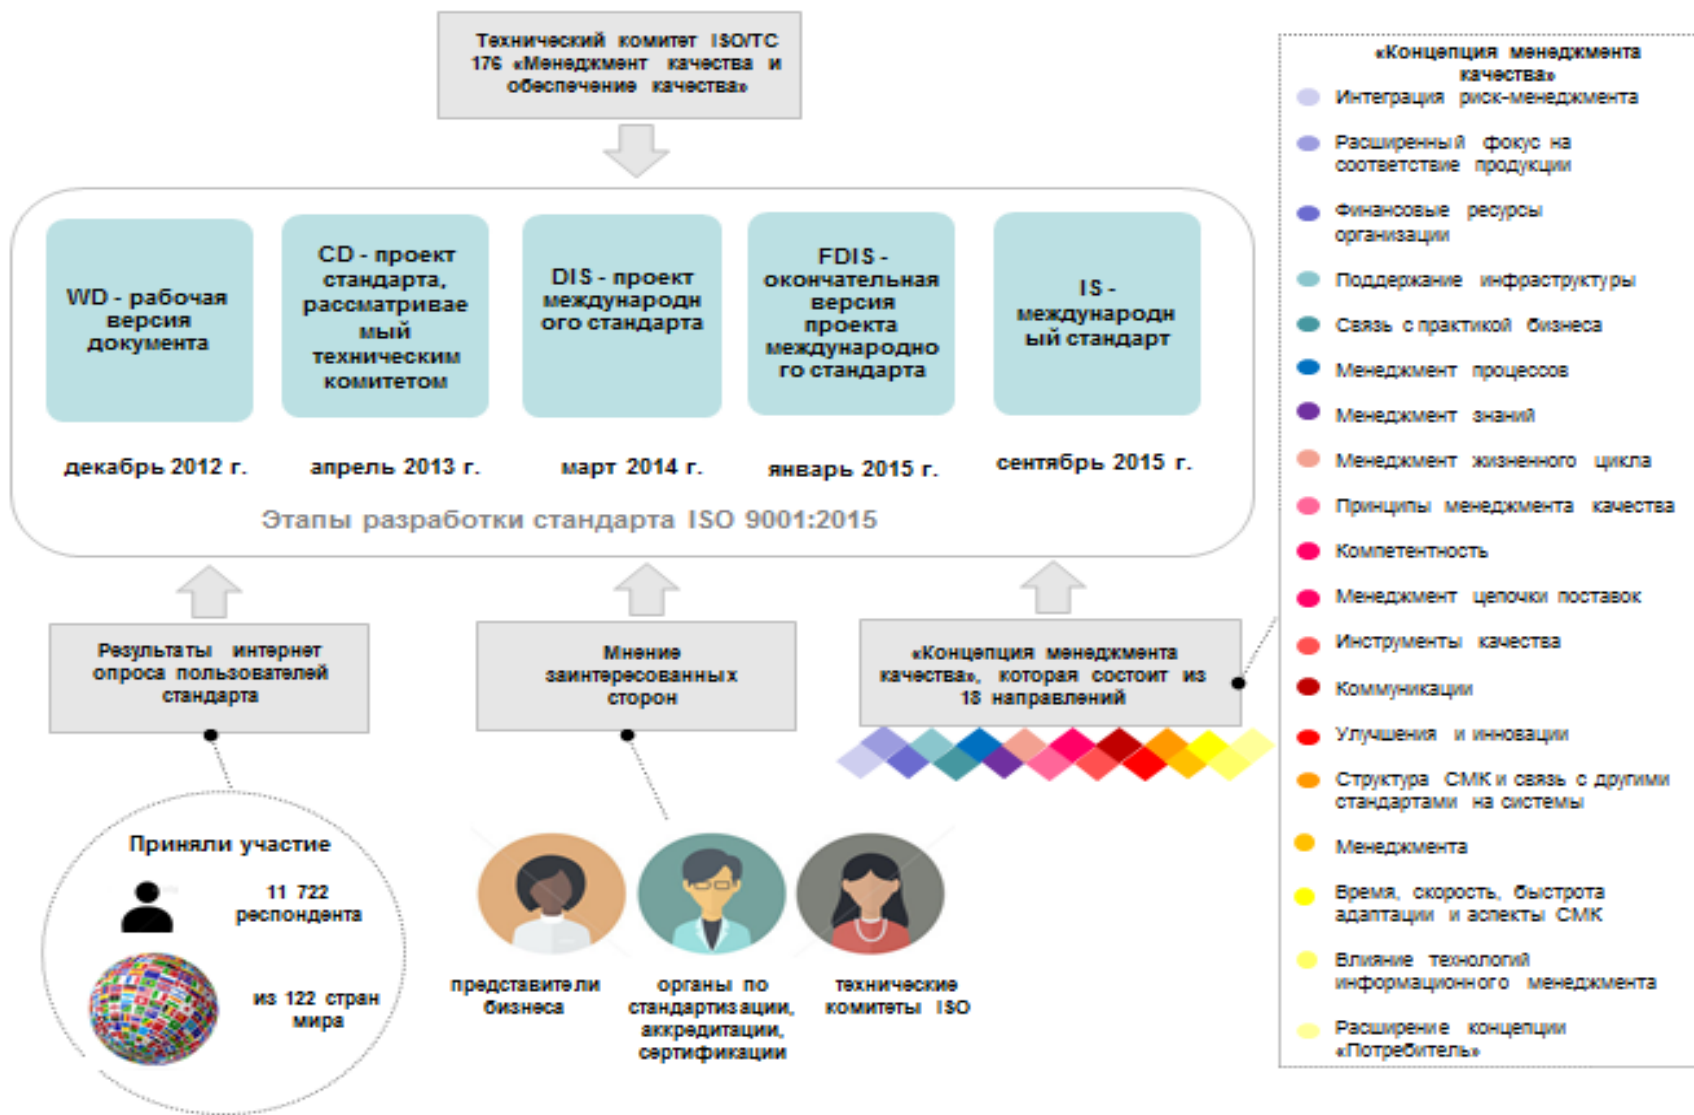 Технический комитет ISO/TC
176 «Менеджмент качества и
обеспечение качества»
WD - рабочая
версия
документа
CD - проект
стандарта,
рассматривае
мый
техническим
комитетом
DIS - проект
международн
ого стандарта
FDIS -
окончательная
версия
проекта
международно
го стандарта
IS -
международн
ый стандарт
декабрь 2012 г.
апрель 2013 г.
март 2014 г.
январь 2015 г.
сентябрь 2015 г.
Этапы разработки стандарта ISO 9001:2015
Результаты интернет
опроса пользователей
стандарта
Мнение
заинтересованных
сторон
«Концепция менеджмента
качества», которая состоит из
18 направлений
Приняли участие
11 722
респондента
из 122 стран
мира
представители
бизнеса
органы по
стандартизации,
аккредитации,
сертификации
технические
комитеты ISO
«Концепция менеджмента
качества»
Интеграция риск-менеджмента
Расширенный фокус на
соответствие продукции
Финансовые ресурсы
организации
Поддержание инфраструктуры
Связь с практикой бизнеса
Менеджмент процессов
Менеджмент знаний
Менеджмент жизненного цикла
Принципы менеджмента качества
Компетентность
Менеджмент цепочки поставок
Инструменты качества
Коммуникации
Улучшения и инновации
Структура СМК и связь с другими
стандартами на системы
Менеджмента
Время, скорость, быстрота
адаптации и аспекты СМК
Влияние технологий
информационного менеджмента
Расширение концепции
«Потребитель»